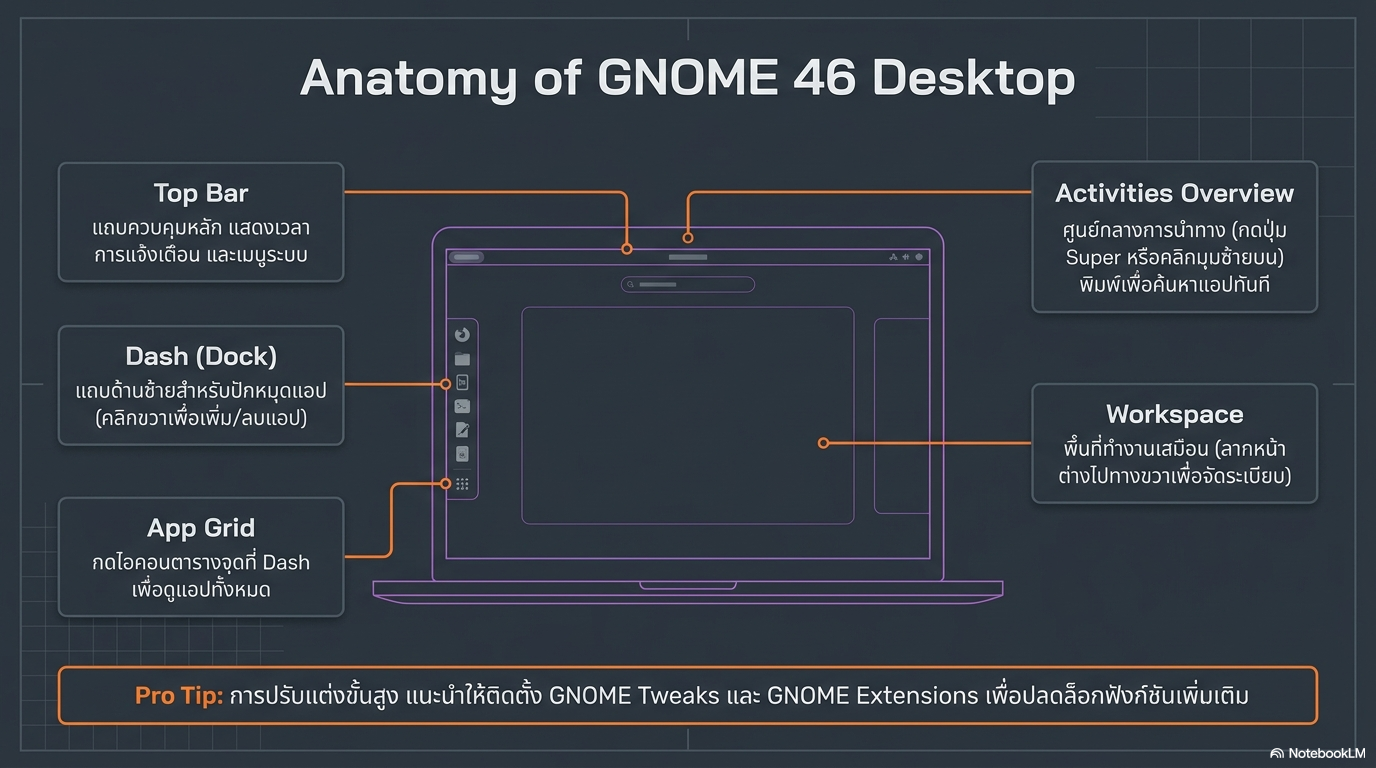 Anatomy of GNOME 46 Desktop
Top Bar
แถบควบคุมหลัก แสดงเวลา
การแจ้งเตือน และเมนูระบบ
Dash (Dock)
แถบด้านซ้ายสำหรับปักหมุดแอป
(คลิกขวาเพื่อเพิ่ม/ลบแอป)
App Grid
กดไอคอนตารางจุดที่ Dash
เพื่อดูแอปทั้งหมด
Activities Overview
ศูนย์กลางการนำทาง (กดปุ่ม
Super หรือคลิกมุมซ้ายบน)
พิมพ์เพื่อค้นหาแอปทันที
Workspace
พื้นที่ทำงานเสมือน (ลากหน้า
ต่างไปทางขวาเพื่อจัดระเบียบ)
Pro Tip: การปรับแต่งขั้นสูง แนะนำให้ติดตั้ง GNOME Tweaks และ GNOME Extensions เพื่อปลดล็อกฟังก์ชันเพิ่มเติม
NotebookLM